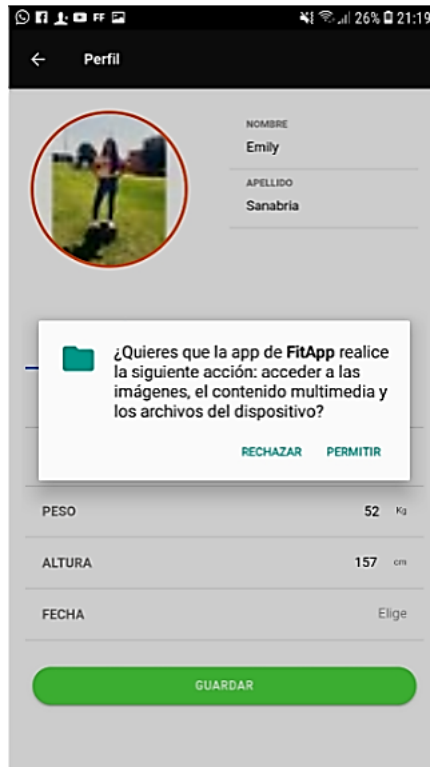 FF 26% 21:19
Perfil
NOMBRE
Emily
APELLIDO
Sanabria
¿Quieres que la app de FitApp realice
la siguiente acción: acceder a las
imágenes, el contenido multimedia y
los archivos del dispositivo?
RECHAZAR PERMITIR
PESO 52 Kg
ALTURA 157 cm
FECHA Elige
GUARDAR